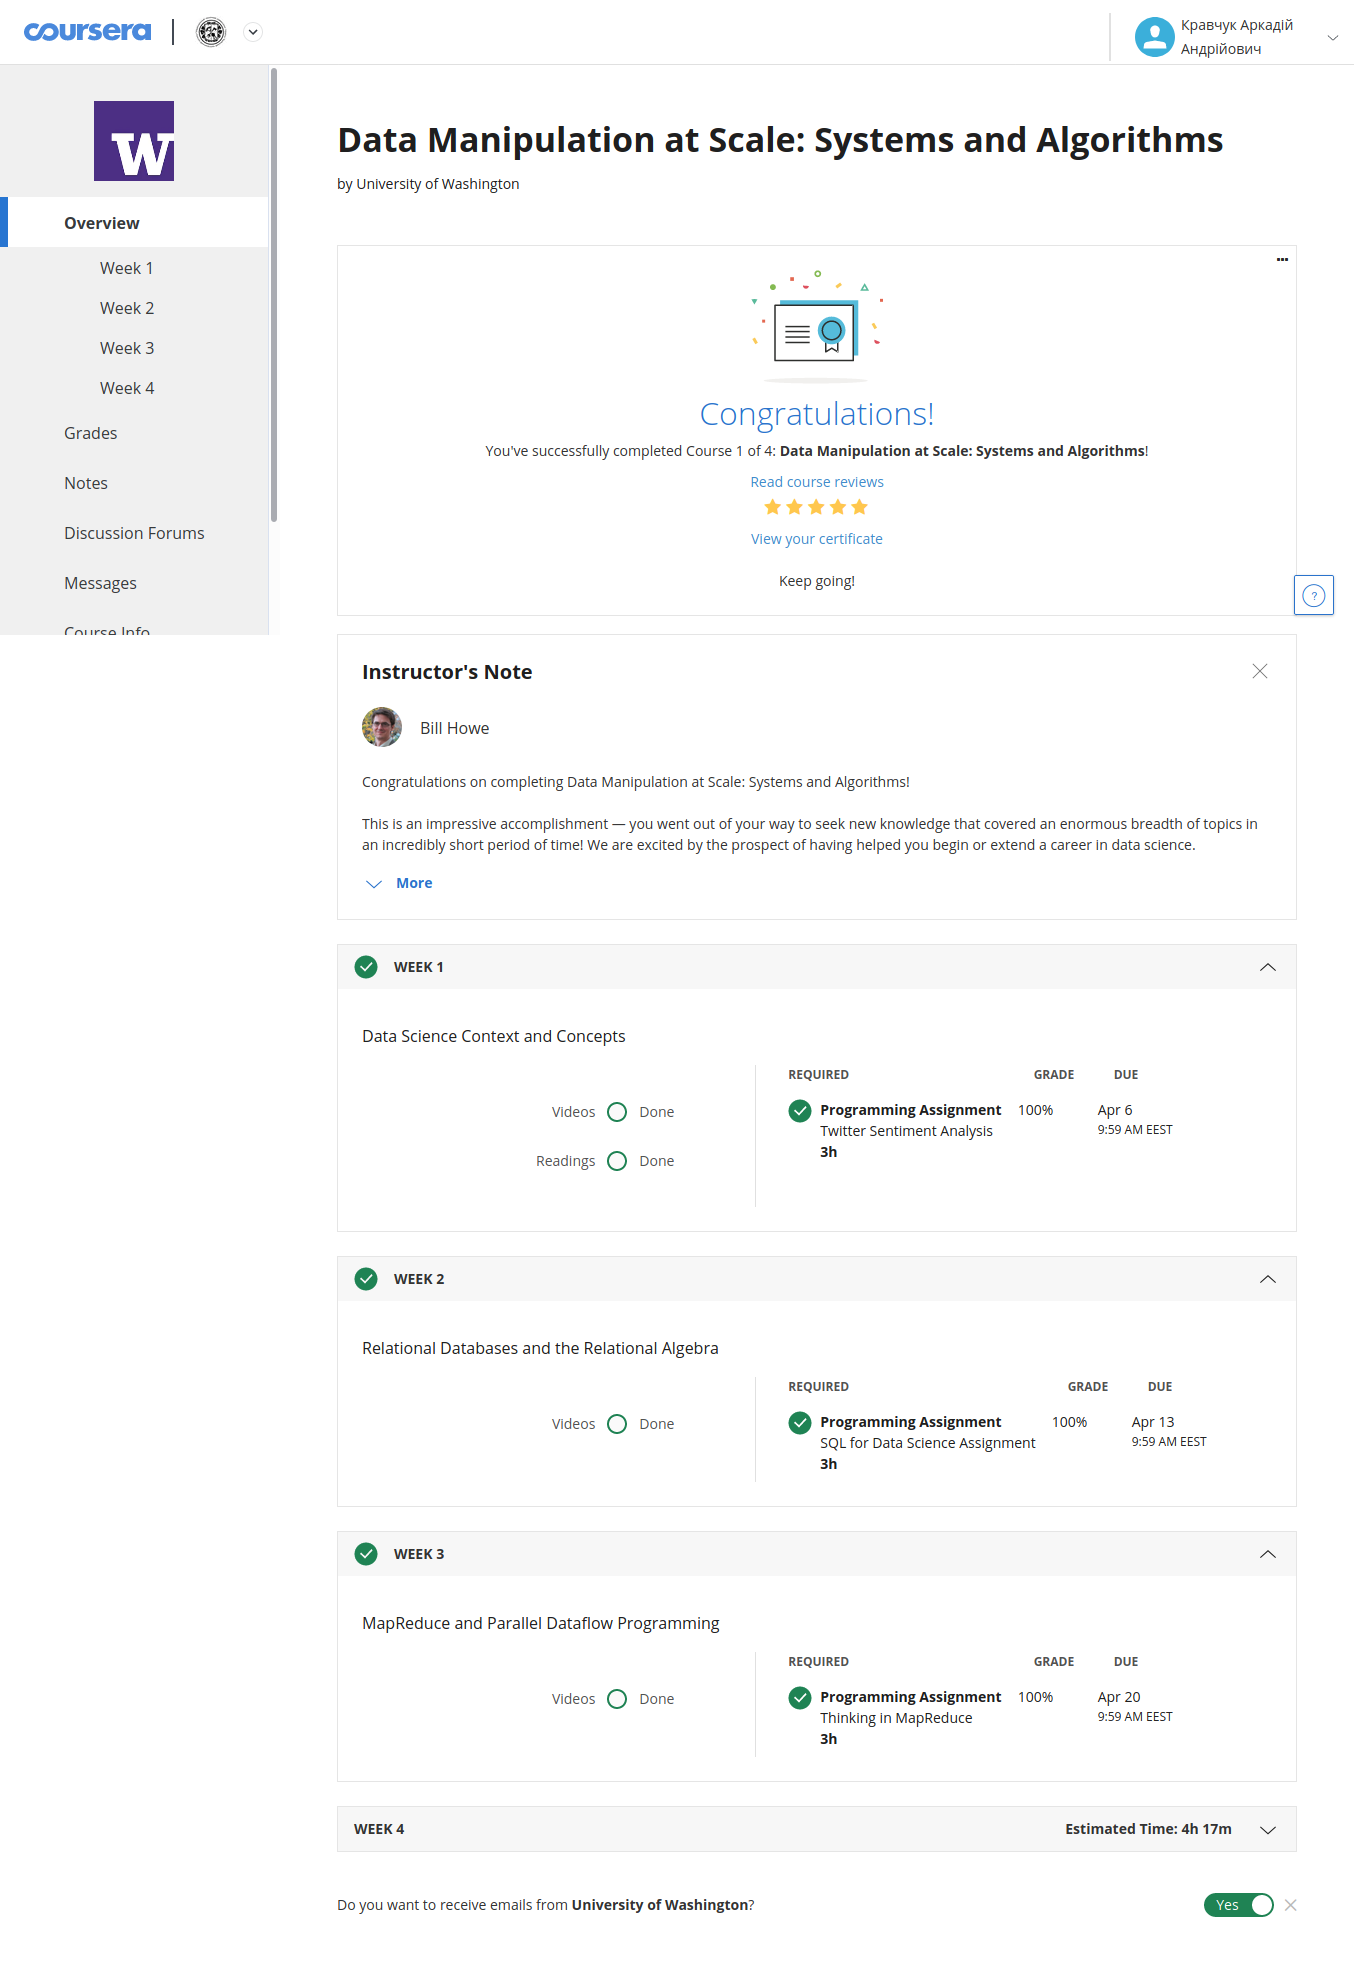 coursera
Кравчук Аркадій
Андрійович
W
Overview
Week 1
Week 2
Week 3
Week 4
Grades
Notes
Discussion Forums
Messages
Course Info
Data Manipulation at Scale: Systems and Algorithms
by University of Washington
Congratulations!
You've successfully completed Course 1 of 4: Data Manipulation at Scale: Systems and Algorithms!
Read course reviews
View your certificate
Keep going!
?
Instructor's Note
Bill Howe
Congratulations on completing Data Manipulation at Scale: Systems and Algorithms!
This is an impressive accomplishment — you went out of your way to seek new knowledge that covered an enormous breadth of topics in
an incredibly short period of time! We are excited by the prospect of having helped you begin or extend a career in data science.
More
WEEK 1
Data Science Context and Concepts
Videos Done
Readings Done
REQUIRED GRADE DUE
Programming Assignment 100% Apr 6
Twitter Sentiment Analysis 9:59 AM EEST
3h
WEEK 2
Relational Databases and the Relational Algebra
Videos Done
REQUIRED GRADE DUE
Programming Assignment 100% Apr 13
SQL for Data Science Assignment 9:59 AM EEST
3h
WEEK 3
MapReduce and Parallel Dataflow Programming
Videos Done
REQUIRED GRADE DUE
Programming Assignment 100% Apr 20
Thinking in MapReduce 9:59 AM EEST
3h
WEEK 4 Estimated Time: 4h 17m
Do you want to receive emails from University of Washington? Yes